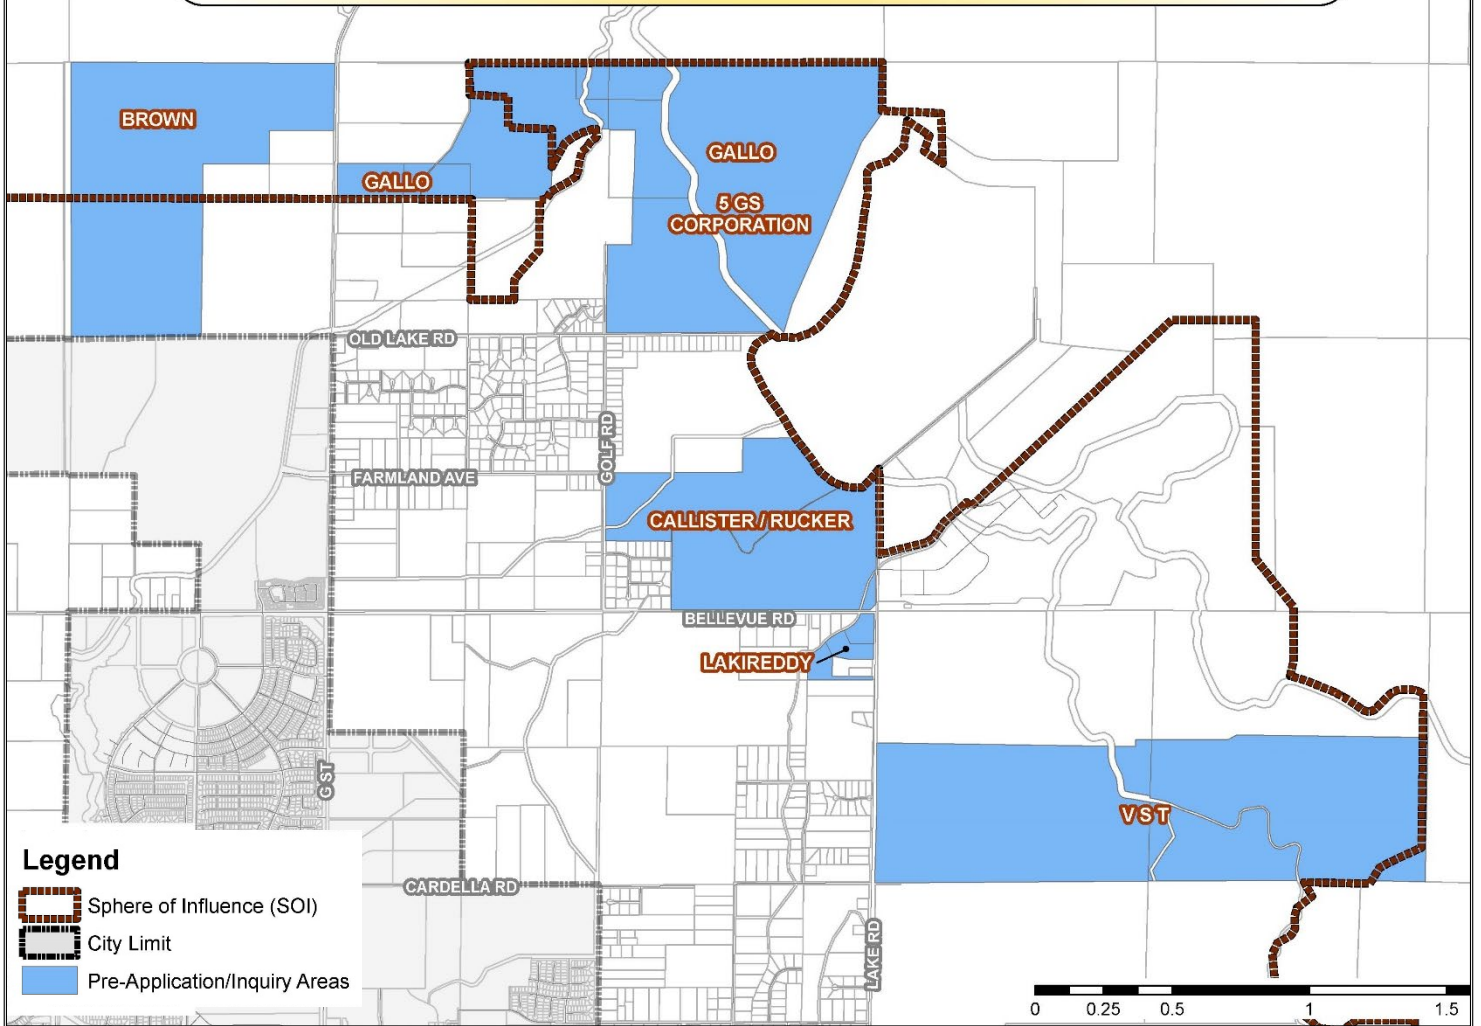 BROWN
GALLO
GALLO
5 GS
CORPORATION
OLD LAKE RD
GOLF RD
FARMLAND AVE
CALLISTER / RUCKER
BELLEVUE RD
LAKIREDDY
G ST
V S T
CARDELLA RD
LAKE RD
Legend
Sphere of Influence (SOI)
City Limit
Pre-Application/Inquiry Areas
0 0.25 0.5 1 1.5